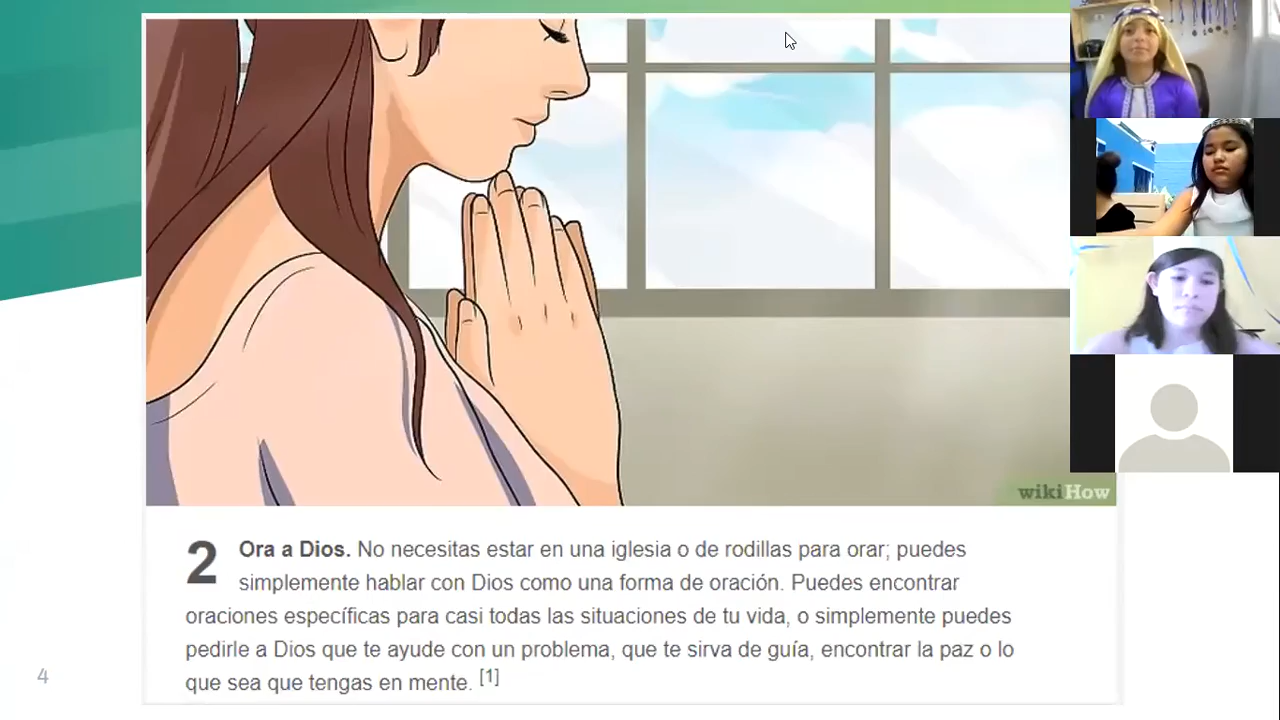 wikiHow
2 Ora a Dios. No necesitas estar en una iglesia o de rodillas para orar; puedes
simplemente hablar con Dios como una forma de oración. Puedes encontrar
oraciones específicas para casi todas las situaciones de tu vida, o simplemente puedes
pedirle a Dios que te ayude con un problema, que te sirva de guía, encontrar la paz o lo
que sea que tengas en mente. [1]
4